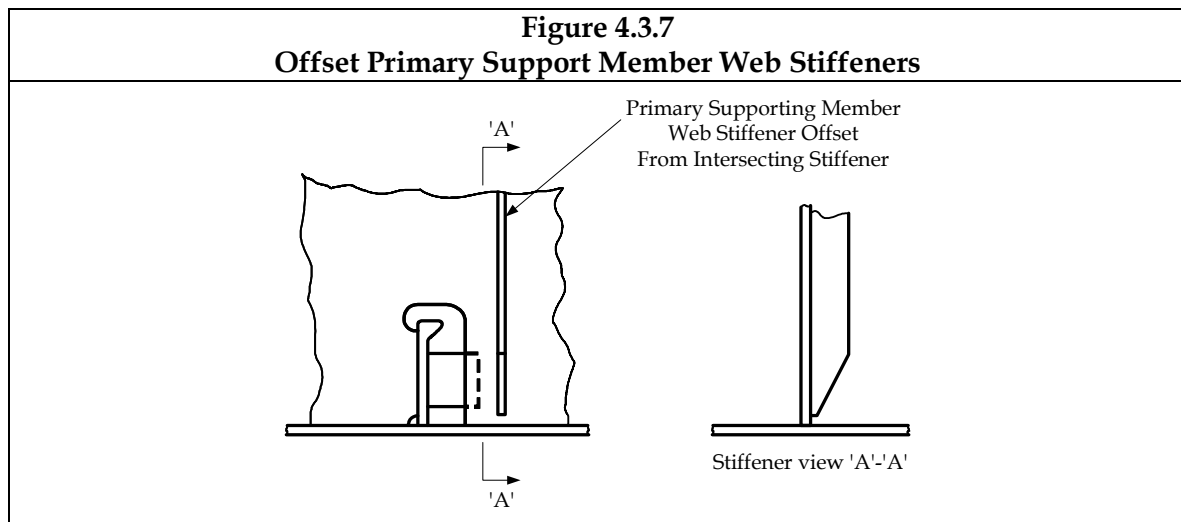 Figure 4.3.7
Offset Primary Support Member Web Stiffeners
'A'
Primary Supporting Member
Web Stiffener Offset
From Intersecting Stiffener
Stiffener view 'A'-'A'
'A'